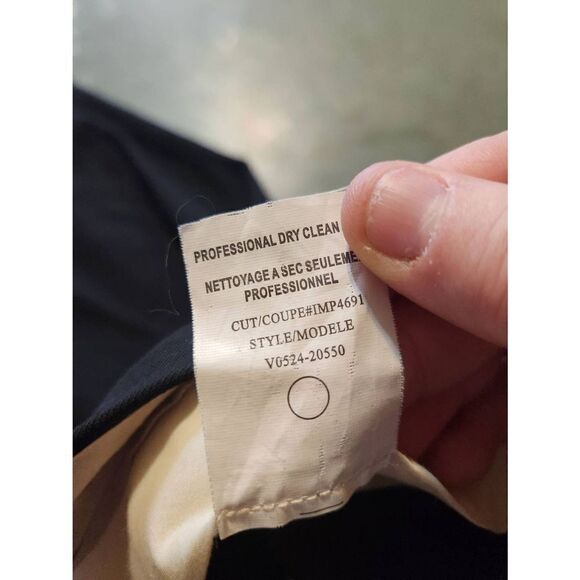 PROFESSIONAL DRY CLEAN
NETTOYAGE A SEC SEULEME
PROFESSIONNEL
CUT/COUPE#IMP4691
STYLE/MODELE
V0524-20550